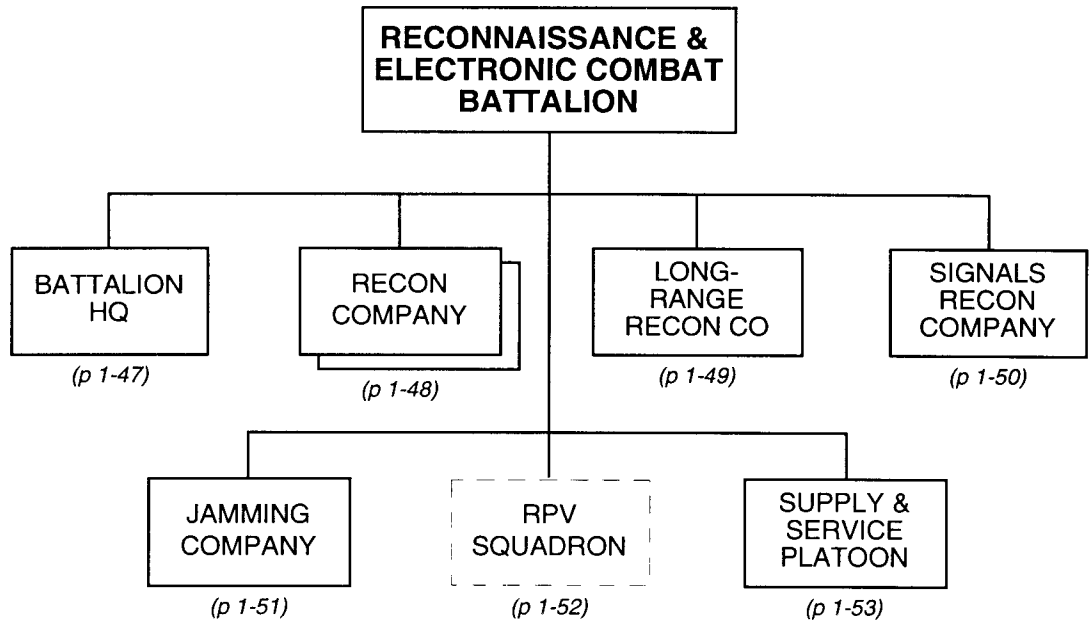 RECONNAISSANCE &
ELECTRONIC COMBAT
BATTALION
BATTALION
HQ
(p 1-47)
RECON
COMPANY
(p 1-48)
LONG-
RANGE
RECON CO
(p 1-49)
SIGNALS
RECON
COMPANY
(p 1-50)
JAMMING
COMPANY
(p 1-51)
RPV
SQUADRON
(p 1-52)
SUPPLY &
SERVICE
PLATOON
(p 1-53)